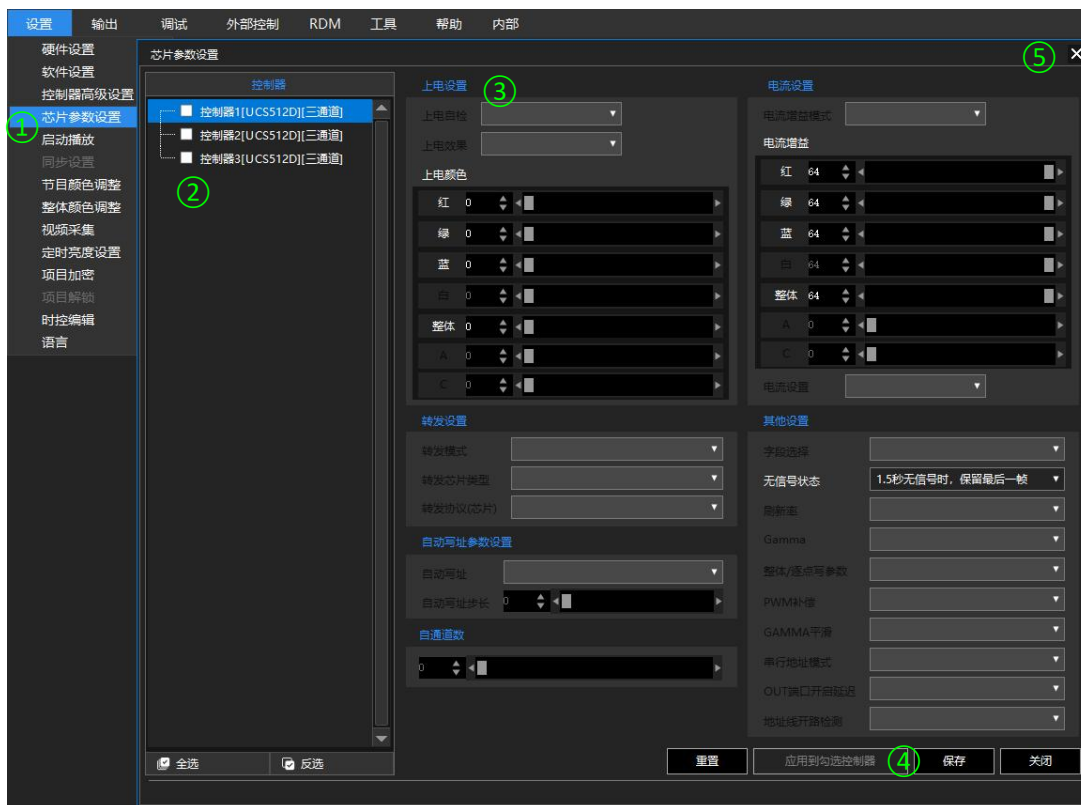 设置 输出 调试 外部控制 RDM 工具 帮助 内部
硬件设置
软件设置
控制器高级设置
芯片参数设置
启动播放
同步设置
节目颜色调整
整体颜色调整
视频采集
定时亮度设置
项目加密
项目解锁
时控编辑
语言
①
芯片参数设置
⑤
控制器
控制器1[UCS512D][三通道]
控制器2[UCS512D][三通道]
控制器3[UCS512D][三通道]
②
全选 反选
上电设置 ③
上电自检
上电效果
上电颜色
红 0
绿 0
蓝 0
白 0
整体 0
A 0
C 0
转发设置
转发模式
转发芯片类型
转发协议(芯片)
自动写址参数设置
自动写址
自动写址步长 0
自通道数
0
电流设置
电流增益模式
电流增益
红 64
绿 64
蓝 64
白 64
整体 64
A 0
C 0
电流设置
其他设置
字段选择
无信号状态 1.5秒无信号时，保留最后一帧
刷新率
Gamma
整体/逐点写参数
PWM补偿
GAMMA平滑
串行地址模式
OUT端口开启延迟
地址线开路检测
重置 应用到勾选控制器 ④ 保存 关闭